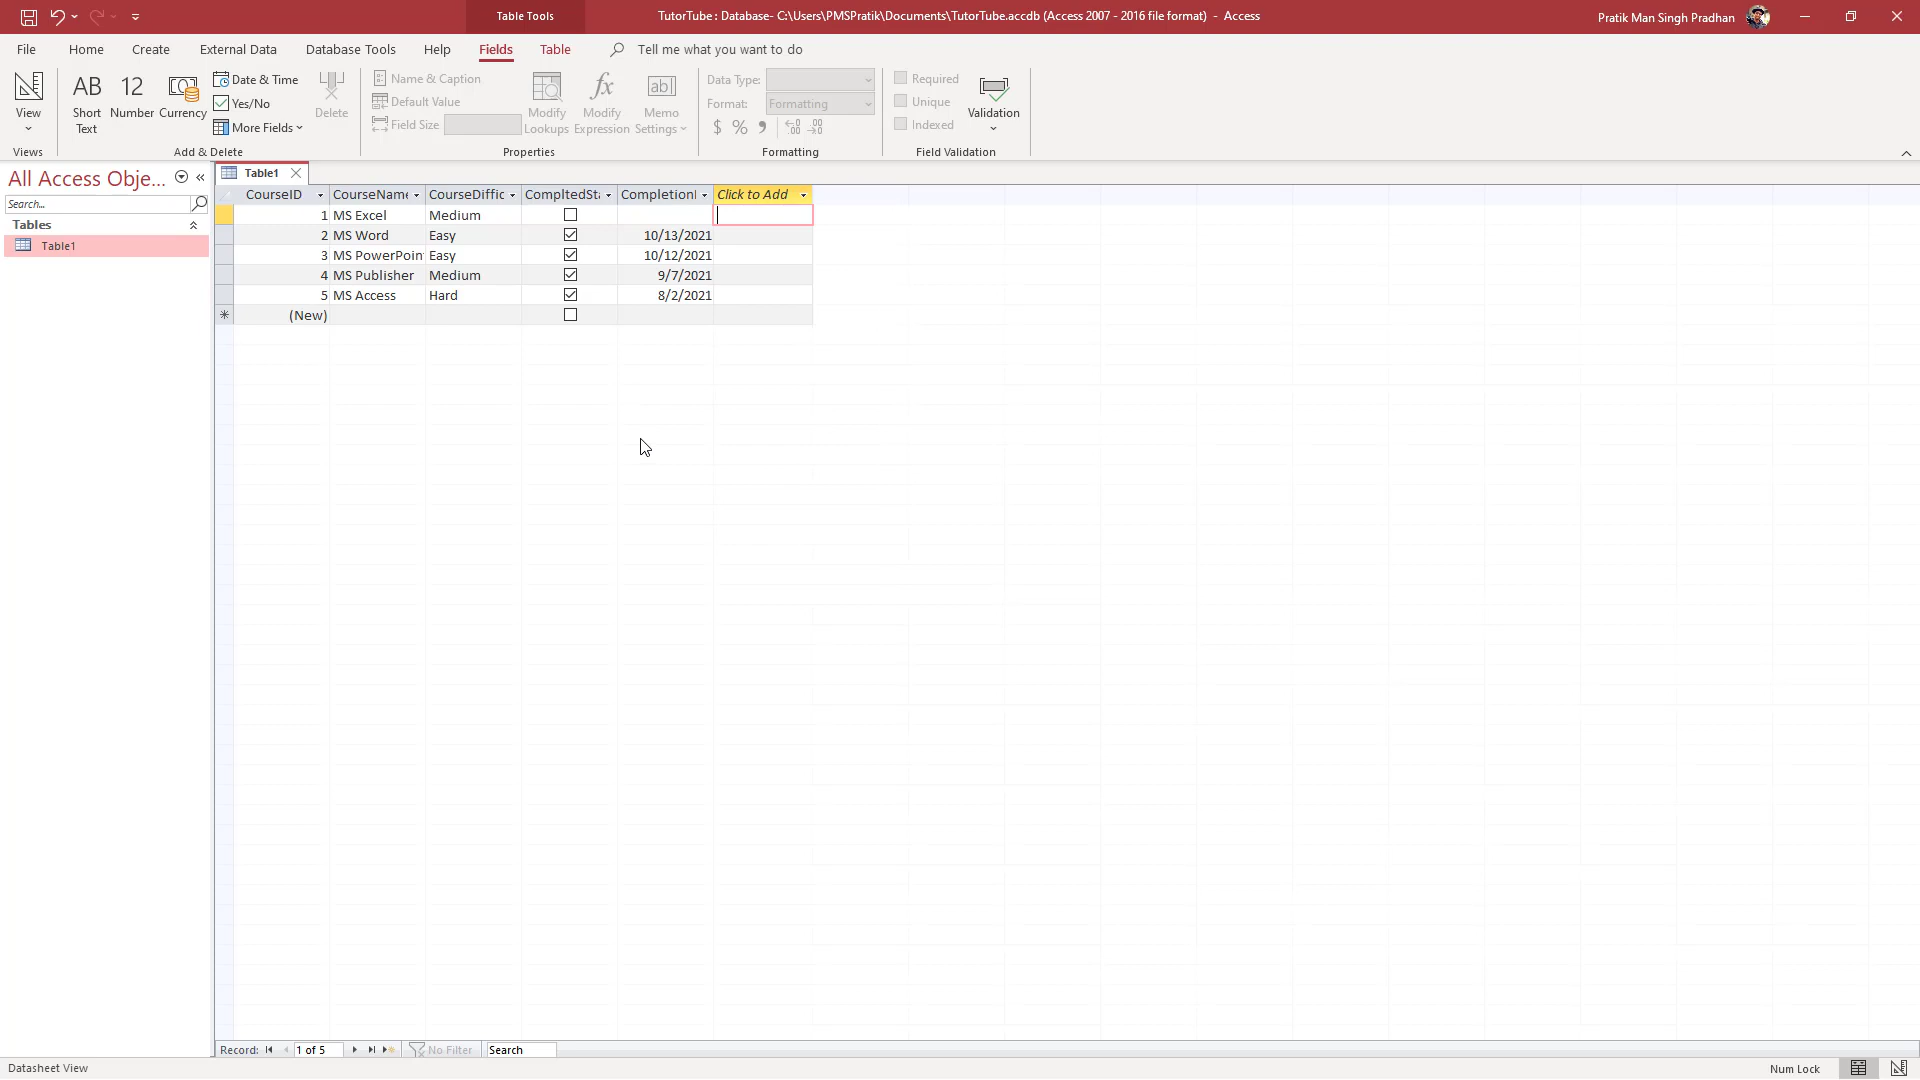 Table Tools
TutorTube : Database- C:\Users\PMSPratik\Documents\TutorTube.accdb (Access 2007 - 2016 file format) - Access
Pratik Man Singh Pradhan
File Home Create External Data Database Tools Help Fields Table Tell me what you want to do
View
AB Short Text
12 Number
Currency
Date & Time
Yes/No
More Fields
Delete
Name & Caption
Default Value
Field Size
Modify Lookups
fx Modify Expression
ab Memo Settings
Data Type:
Format: Formatting
$ % ,
Required
Unique
Indexed
Validation
Views Add & Delete Properties Formatting Field Validation
All Access Obje...
Search...
Tables
Table1
Table1
CourseID CourseName CourseDiffic CompltedSta Completionl Click to Add
1 MS Excel Medium
2 MS Word Easy 10/13/2021
3 MS PowerPoin Easy 10/12/2021
4 MS Publisher Medium 9/7/2021
5 MS Access Hard 8/2/2021
(New)
Record: 1 of 5 No Filter Search
Datasheet View
Num Lock